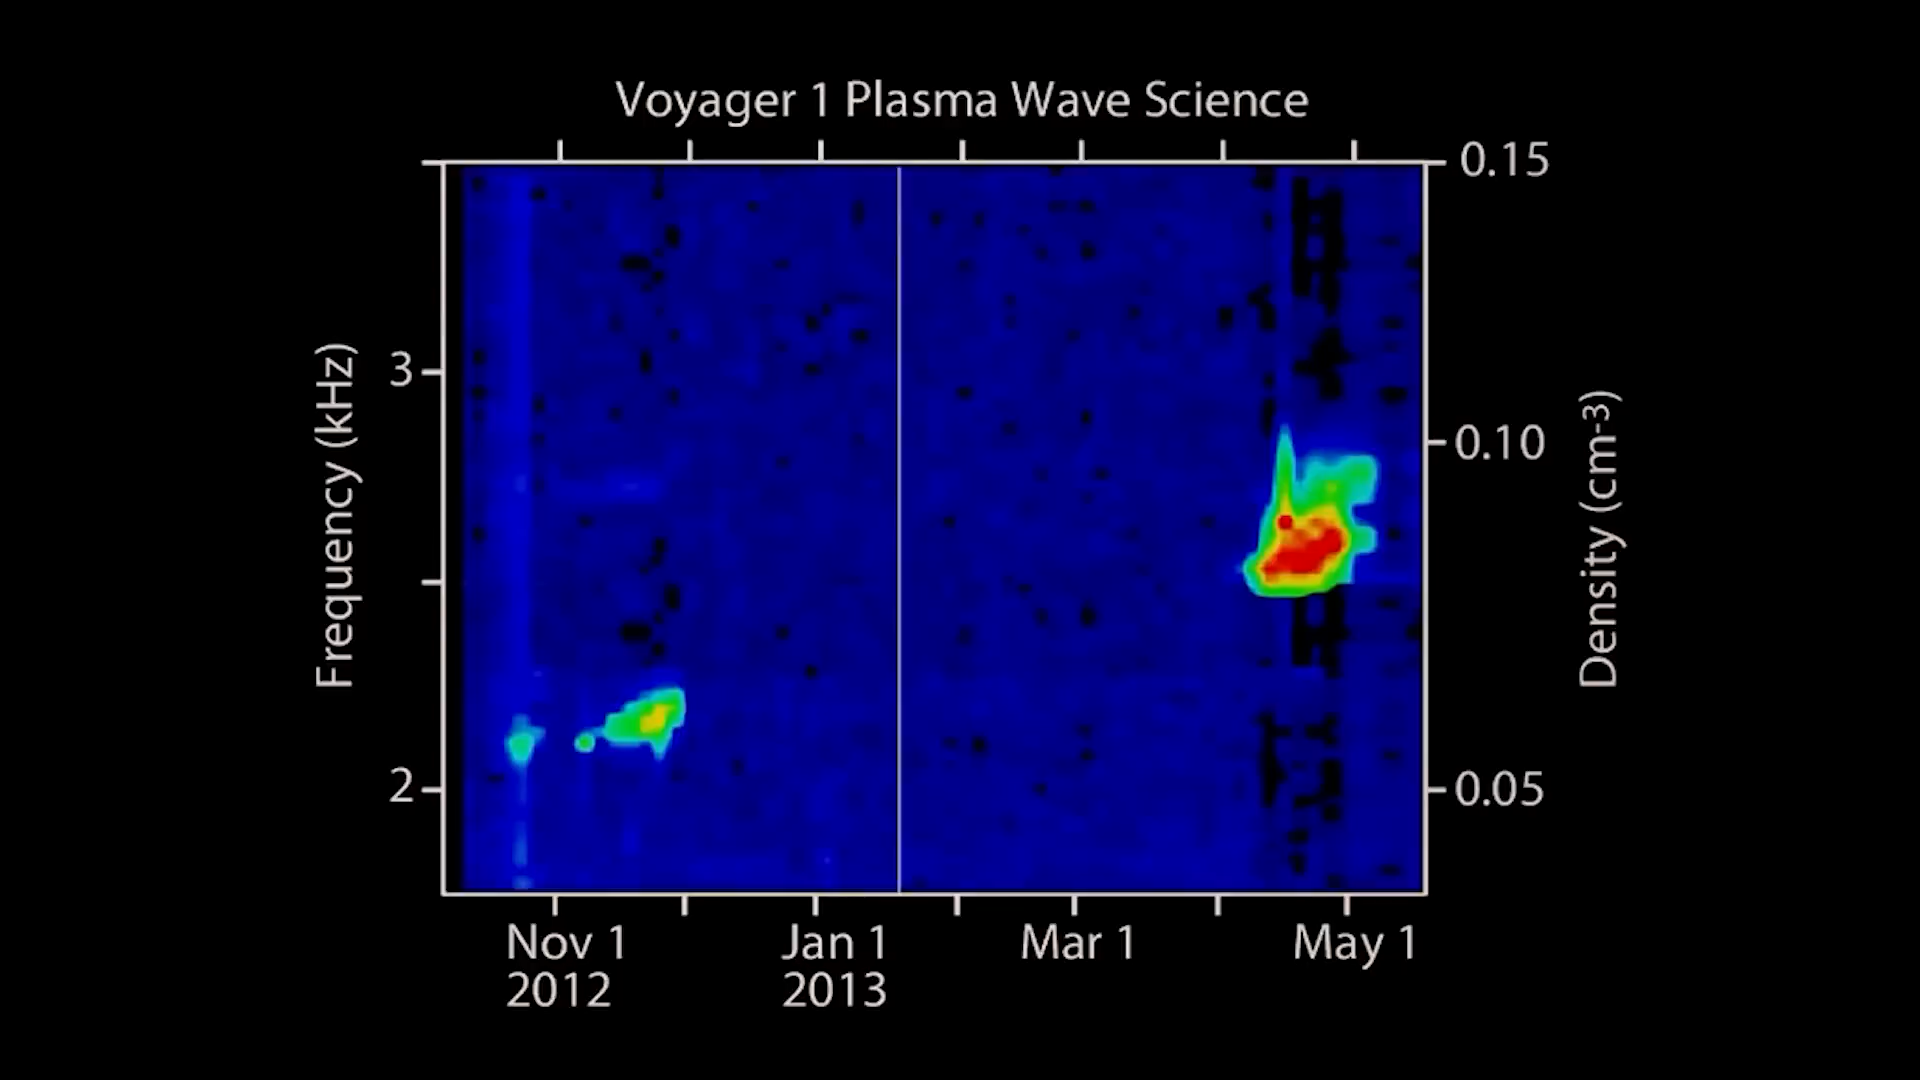 Voyager 1 Plasma Wave Science
0.15
3
0.10
Frequency (kHz)
Density (cm-3)
2
0.05
Nov 1
2012
Jan 1
2013
Mar 1
May 1